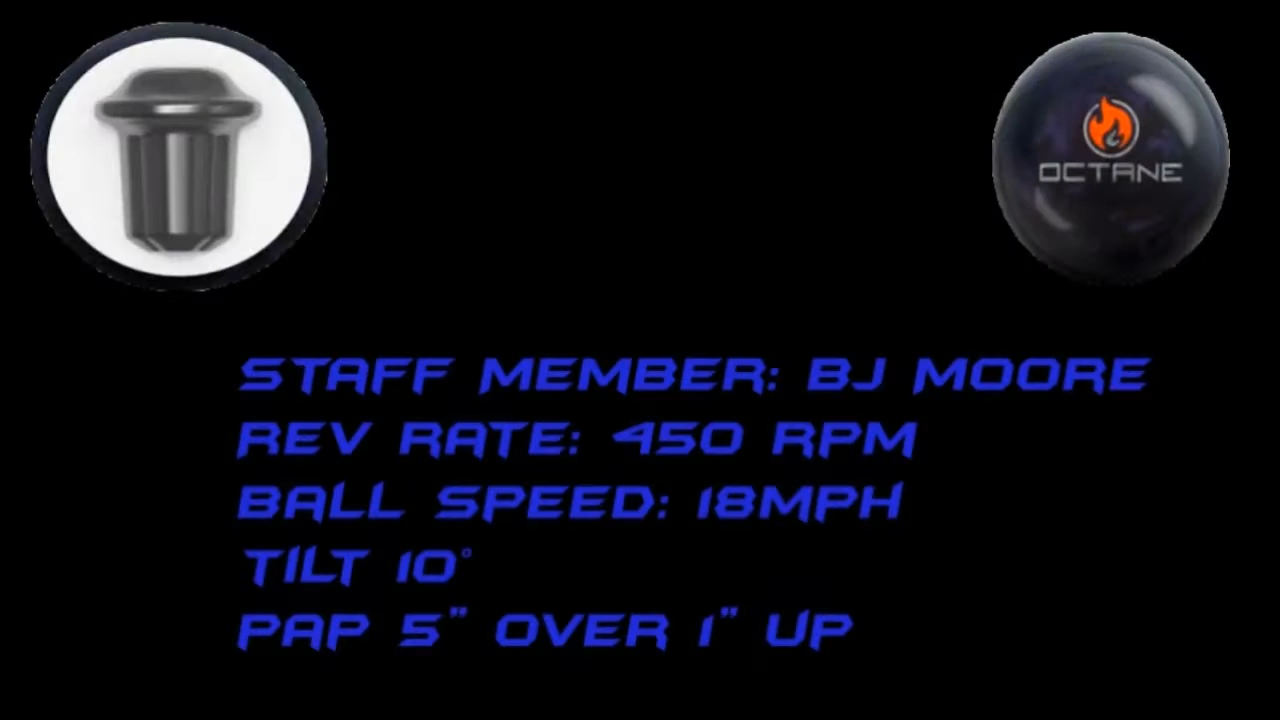 OCTANE
STAFF MEMBER: BJ MOORE
REV RATE: 450 RPM
BALL SPEED: 18MPH
TILT 10°
PAP 5" OVER 1" UP